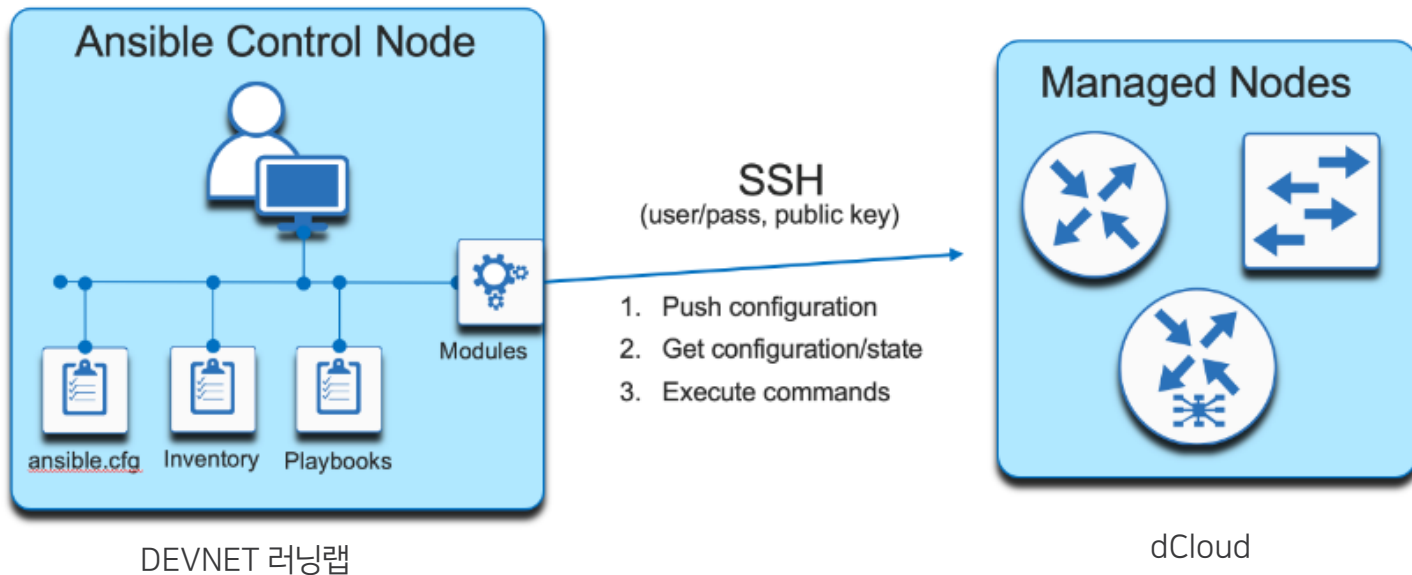 Ansible Control Node
Modules
ansible.cfg
Inventory
Playbooks
DEVNET 러닝랩
SSH
(user/pass, public key)
1. Push configuration
2. Get configuration/state
3. Execute commands
Managed Nodes
dCloud